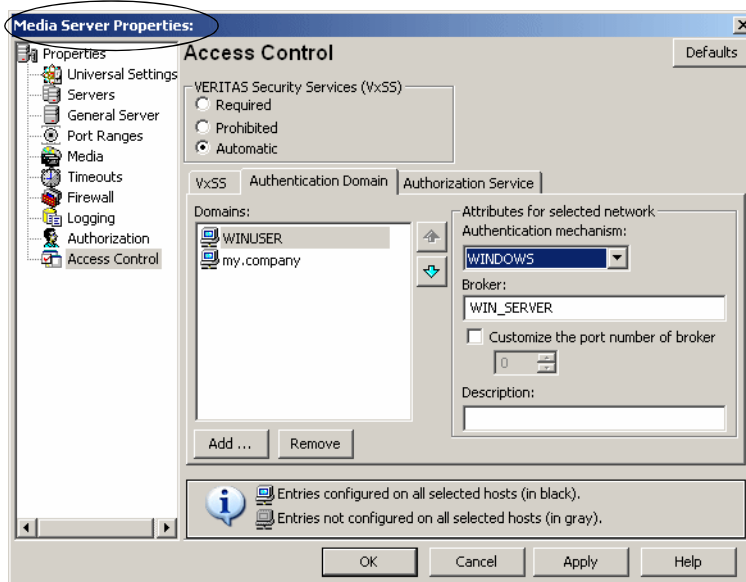 Media Server Properties:
Properties
Universal Settings
Servers
General Server
Port Ranges
Media
Timeouts
Firewall
Logging
Authorization
Access Control
Access Control
Defaults
VERITAS Security Services (VxSS)
Required
Prohibited
Automatic
VxSS Authentication Domain Authorization Service
Domains:
WINUSER
my.company
Add ... Remove
Attributes for selected network
Authentication mechanism:
WINDOWS
Broker:
WIN_SERVER
Customize the port number of broker
0
Description:
Entries configured on all selected hosts (in black).
Entries not configured on all selected hosts (in gray).
OK Cancel Apply Help